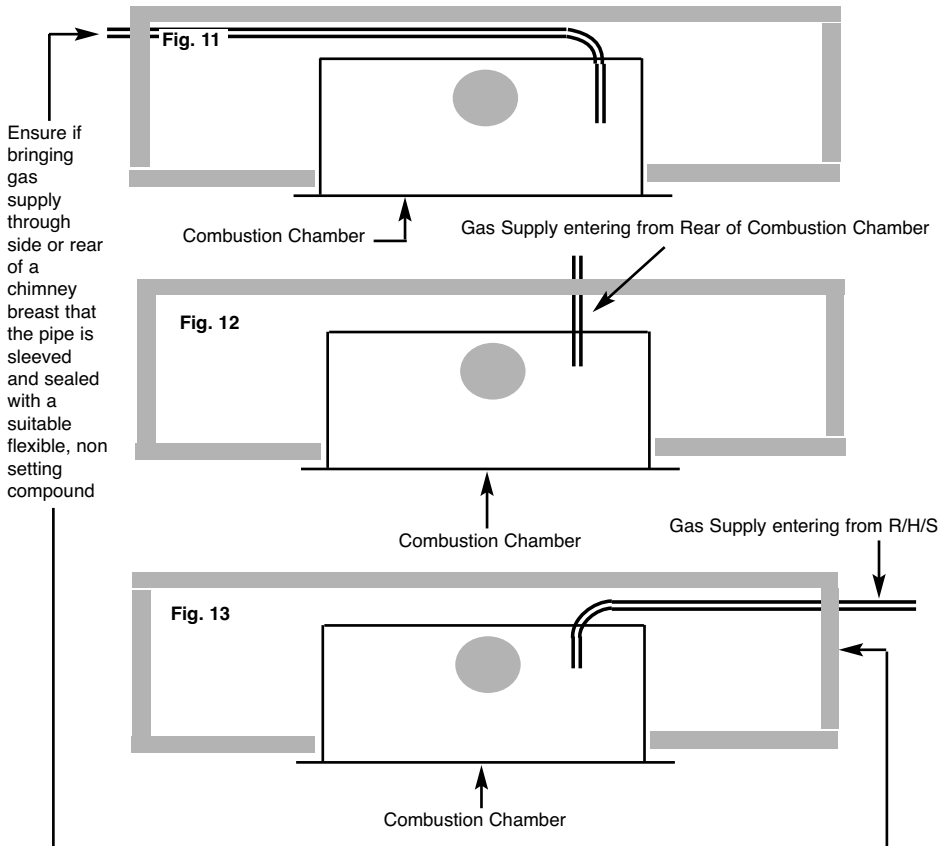 Fig. 11
Ensure if
bringing
gas
supply
through
side or rear
of a
chimney
breast that
the pipe is
sleeved
and sealed
with a
suitable
flexible, non
setting
compound
Combustion Chamber
Gas Supply entering from Rear of Combustion Chamber
Fig. 12
Combustion Chamber
Gas Supply entering from R/H/S
Fig. 13
Combustion Chamber